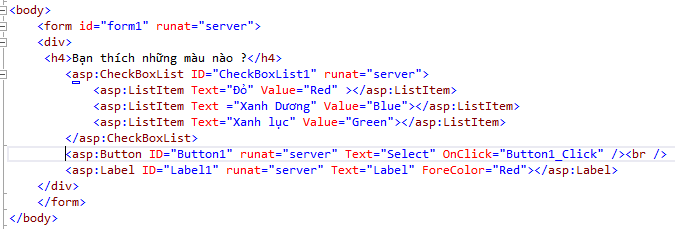 <body>
<form id="form1" runat="server">
<div>
<h4>Bạn thích những màu nào ?</h4>
<asp:CheckBoxList ID="CheckBoxList1" runat="server">
<asp:ListItem Text="Đỏ" Value="Red" ></asp:ListItem>
<asp:ListItem Text ="Xanh Dương" Value="Blue"></asp:ListItem>
<asp:ListItem Text="Xanh lục" Value="Green"></asp:ListItem>
</asp:CheckBoxList>
<asp:Button ID="Button1" runat="server" Text="Select" OnClick="Button1_Click" /><br />
<asp:Label ID="Label1" runat="server" Text="Label" ForeColor="Red"></asp:Label>
</div>
</form>
</body>